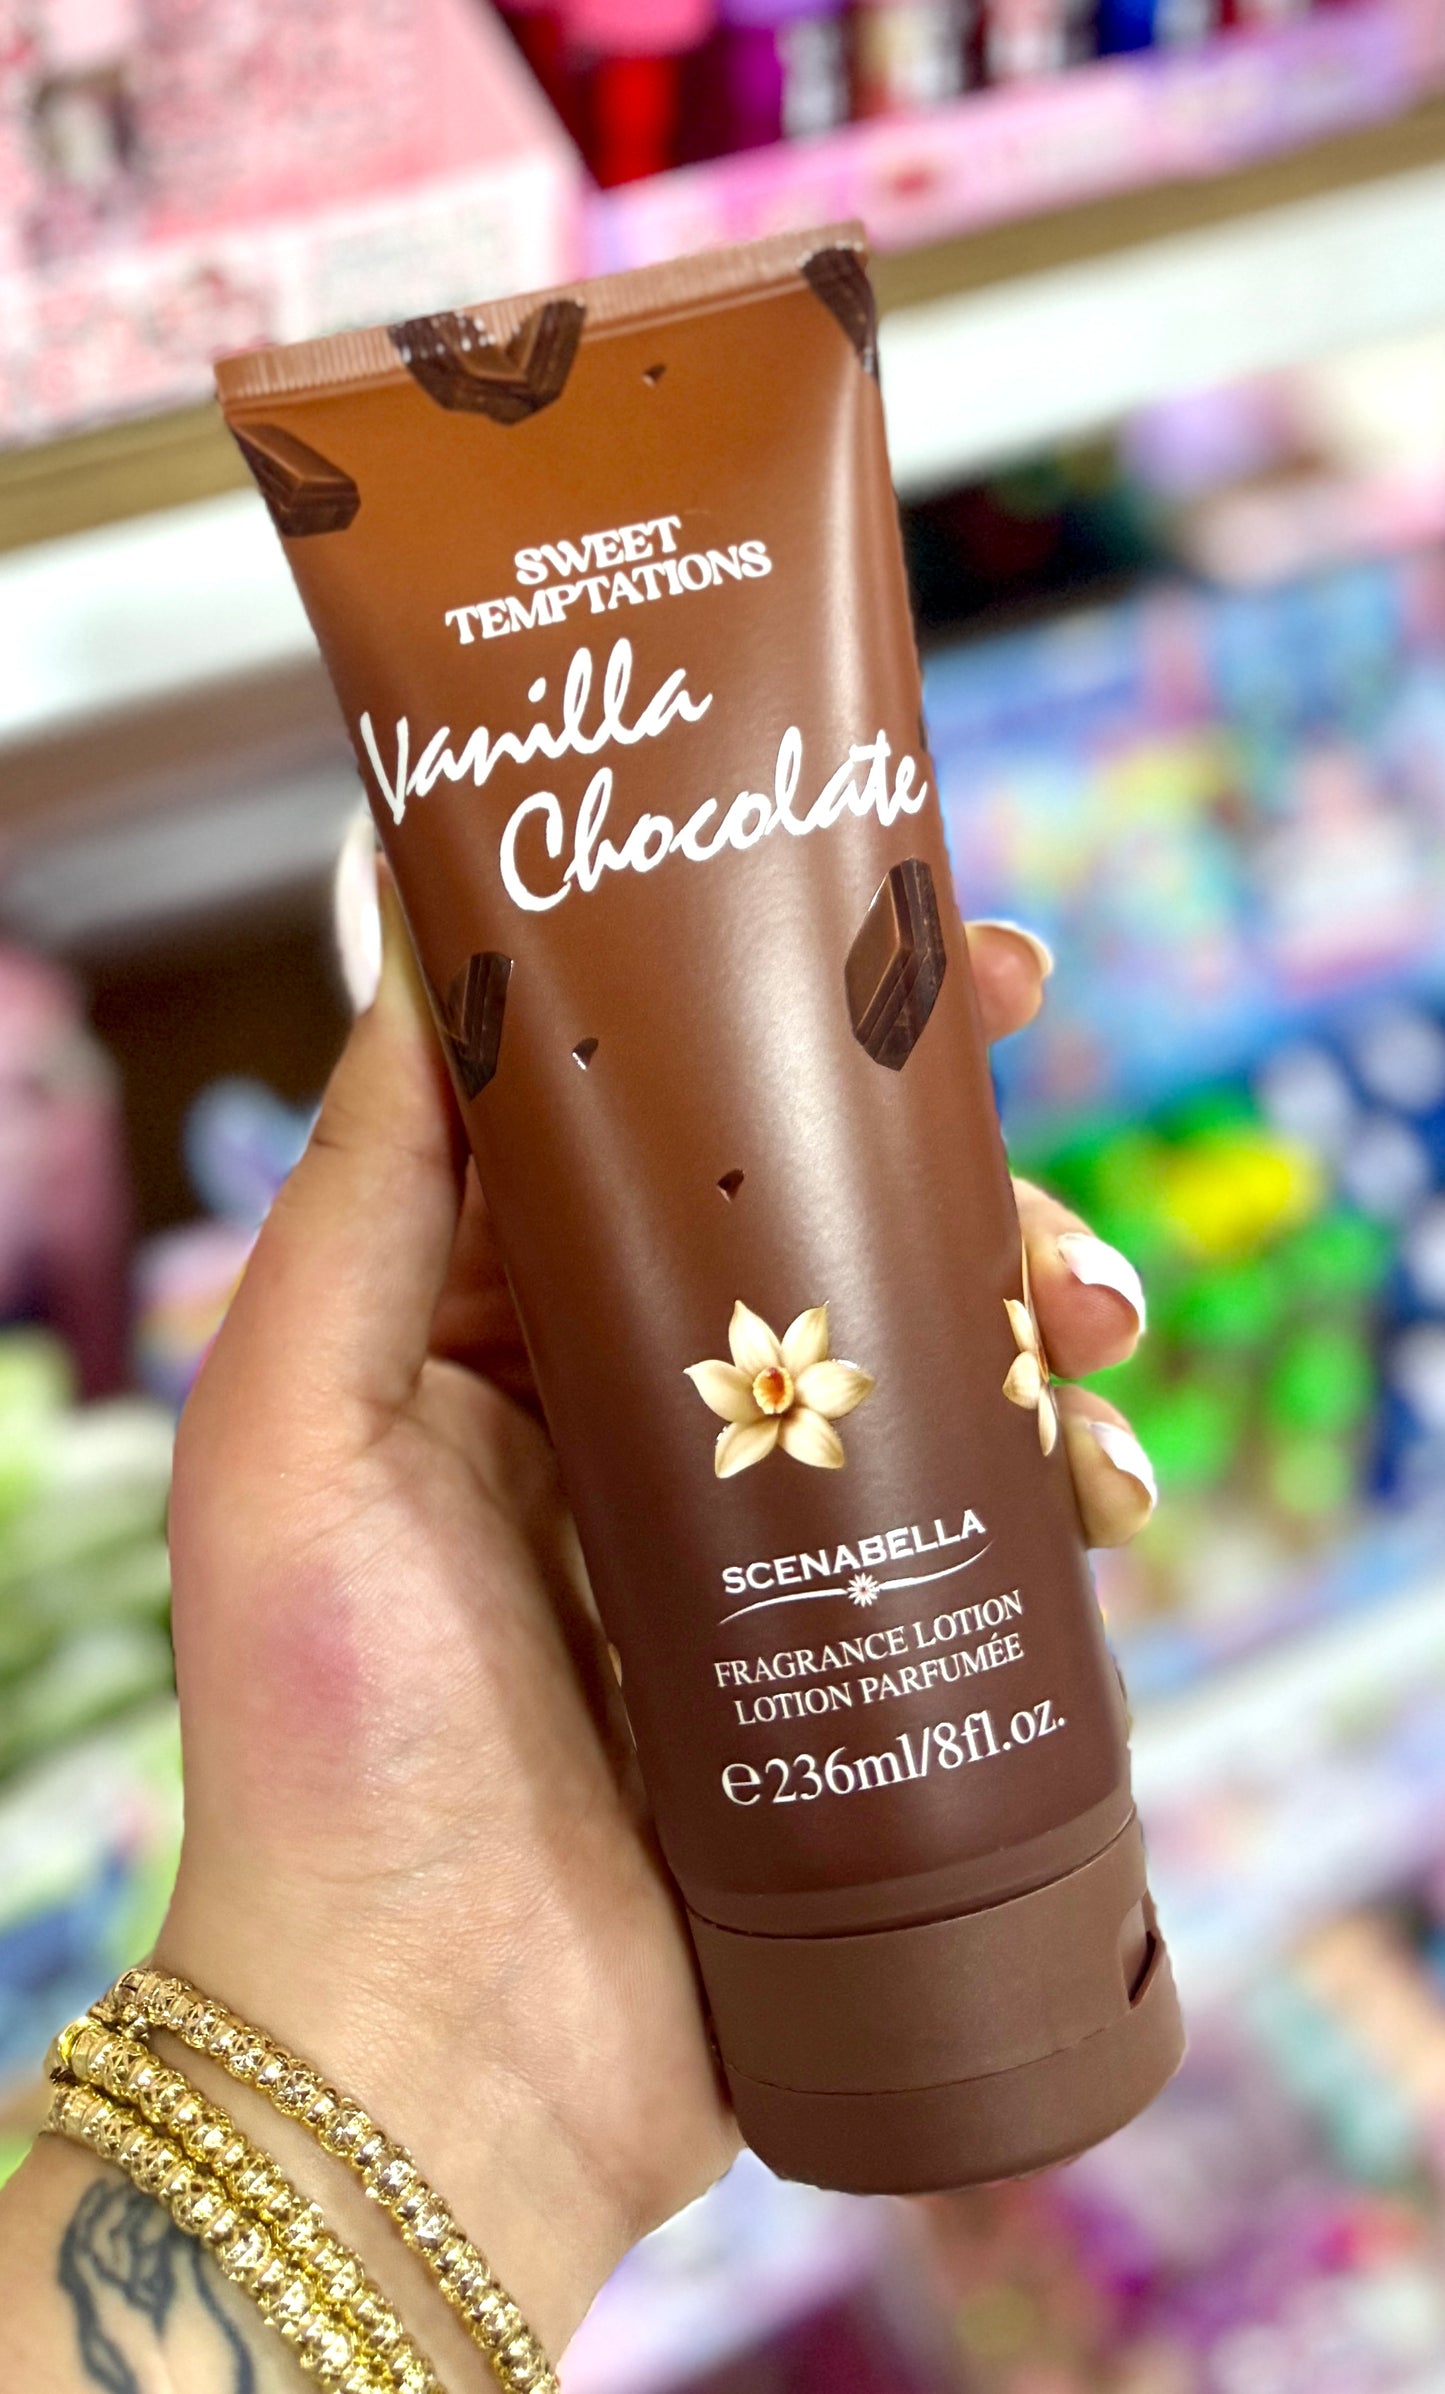 SWEET
TEMPTATIONS
Vanilla
Chocolate
SCENABELLA
FRAGRANCE LOTION
LOTION PARFUMÉE
℮236ml/8fl.oz.